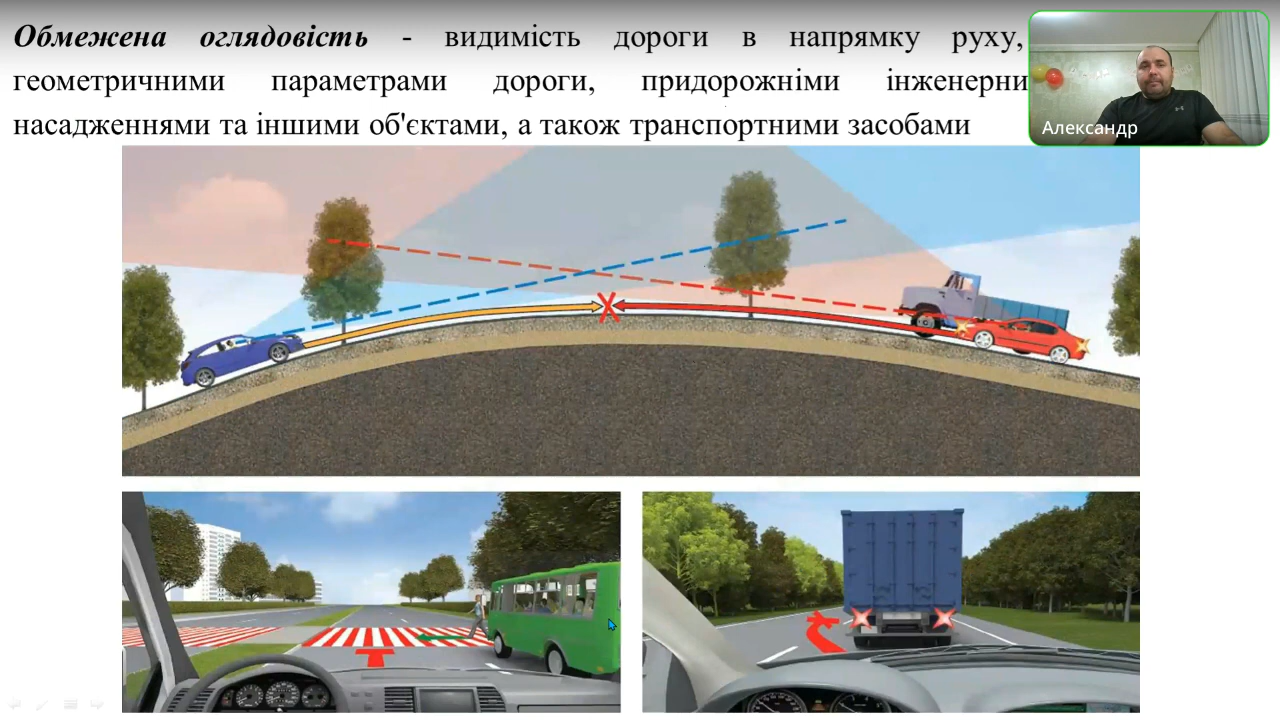 Обмежена оглядовість - видимість дороги в напрямку руху,
геометричними параметрами дороги, придорожніми інженерни
насадженнями та іншими об'єктами, а також транспортними засобами
Александр